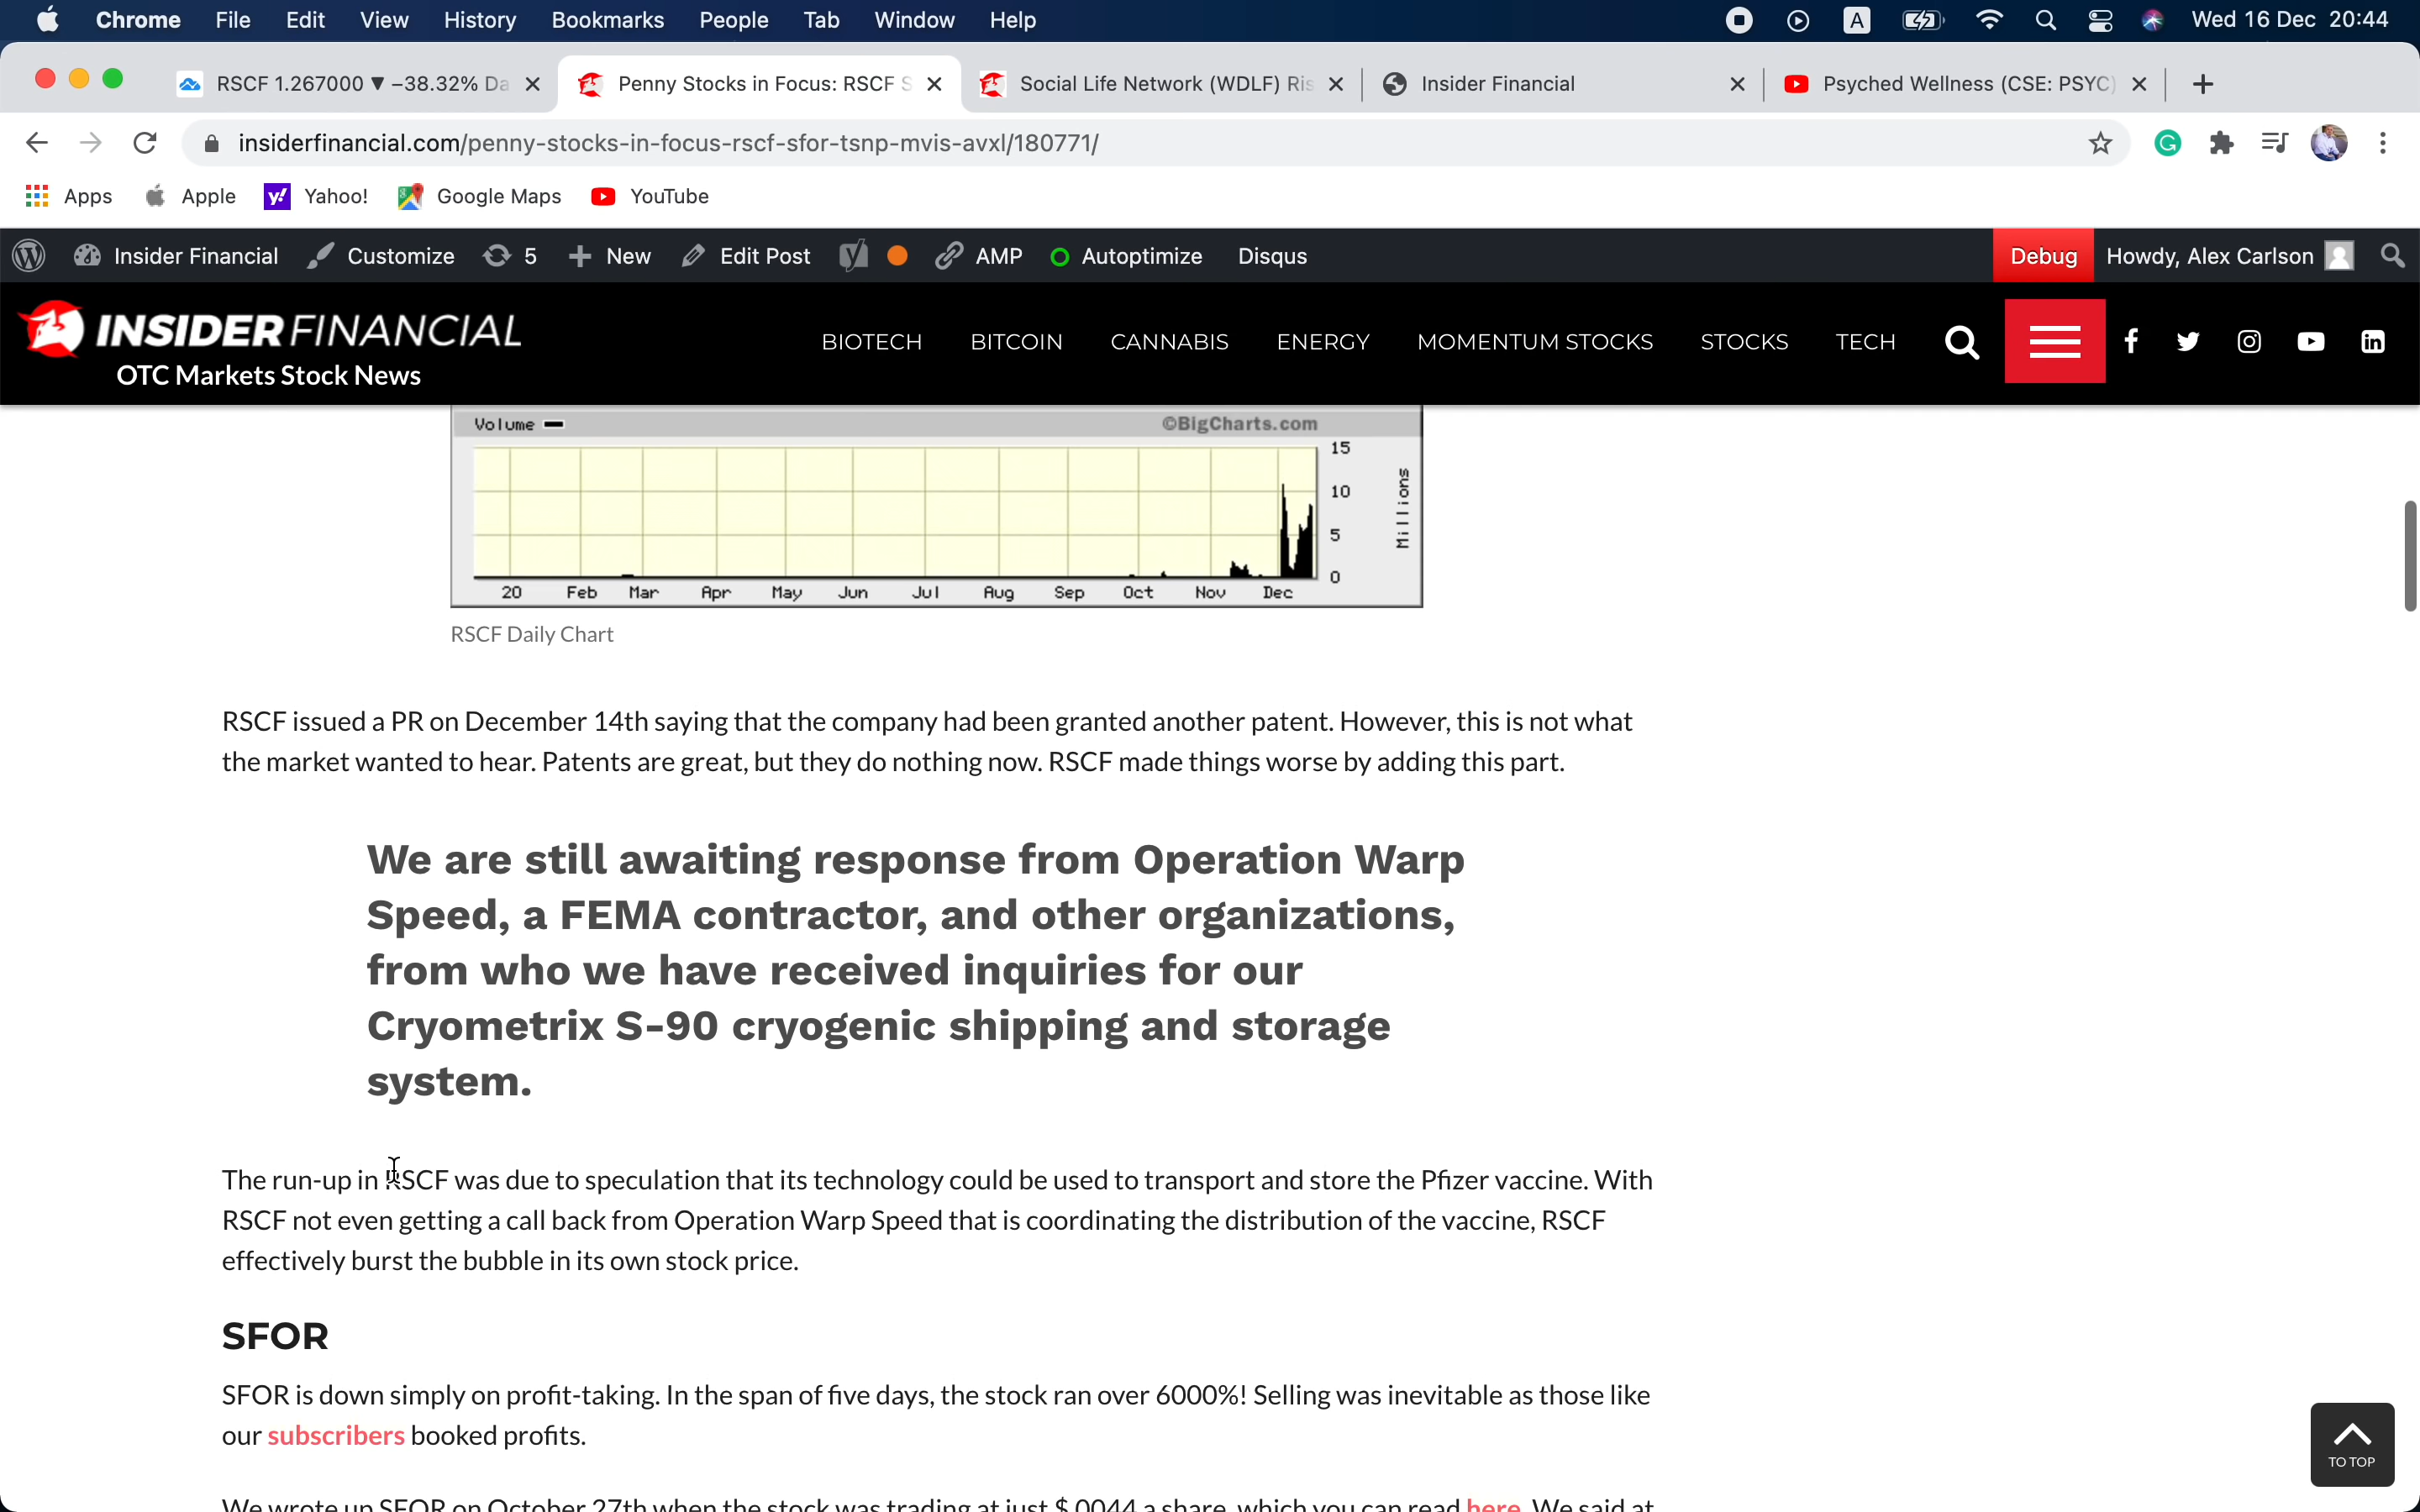 Chrome File Edit View History Bookmarks People Tab Window Help A Wed 16 Dec 20:44
RSCF 1.267000 ▼ −38.32% Da Penny Stocks in Focus: RSCF S Social Life Network (WDLF) Ris Insider Financial Psyched Wellness (CSE: PSYC)
insiderfinancial.com/penny-stocks-in-focus-rscf-sfor-tsnp-mvis-avxl/180771/
Apps Apple Yahoo! Google Maps YouTube
Insider Financial Customize 5 New Edit Post AMP Autoptimize Disqus Debug Howdy, Alex Carlson
INSIDER FINANCIAL
OTC Markets Stock News
BIOTECH BITCOIN CANNABIS ENERGY MOMENTUM STOCKS STOCKS TECH
Volume ©BigCharts.com
15
10
5
0
Millions
20 Feb Mar Apr May Jun Jul Aug Sep Oct Nov Dec
RSCF Daily Chart
RSCF issued a PR on December 14th saying that the company had been granted another patent. However, this is not what
the market wanted to hear. Patents are great, but they do nothing now. RSCF made things worse by adding this part.
We are still awaiting response from Operation Warp
Speed, a FEMA contractor, and other organizations,
from who we have received inquiries for our
Cryometrix S-90 cryogenic shipping and storage
system.
The run-up in RSCF was due to speculation that its technology could be used to transport and store the Pfizer vaccine. With
RSCF not even getting a call back from Operation Warp Speed that is coordinating the distribution of the vaccine, RSCF
effectively burst the bubble in its own stock price.
SFOR
SFOR is down simply on profit-taking. In the span of five days, the stock ran over 6000%! Selling was inevitable as those like
our subscribers booked profits.
We wrote up SFOR on October 27th when the stock was trading at just $.0044 a share, which you can read here. We said at
TO TOP